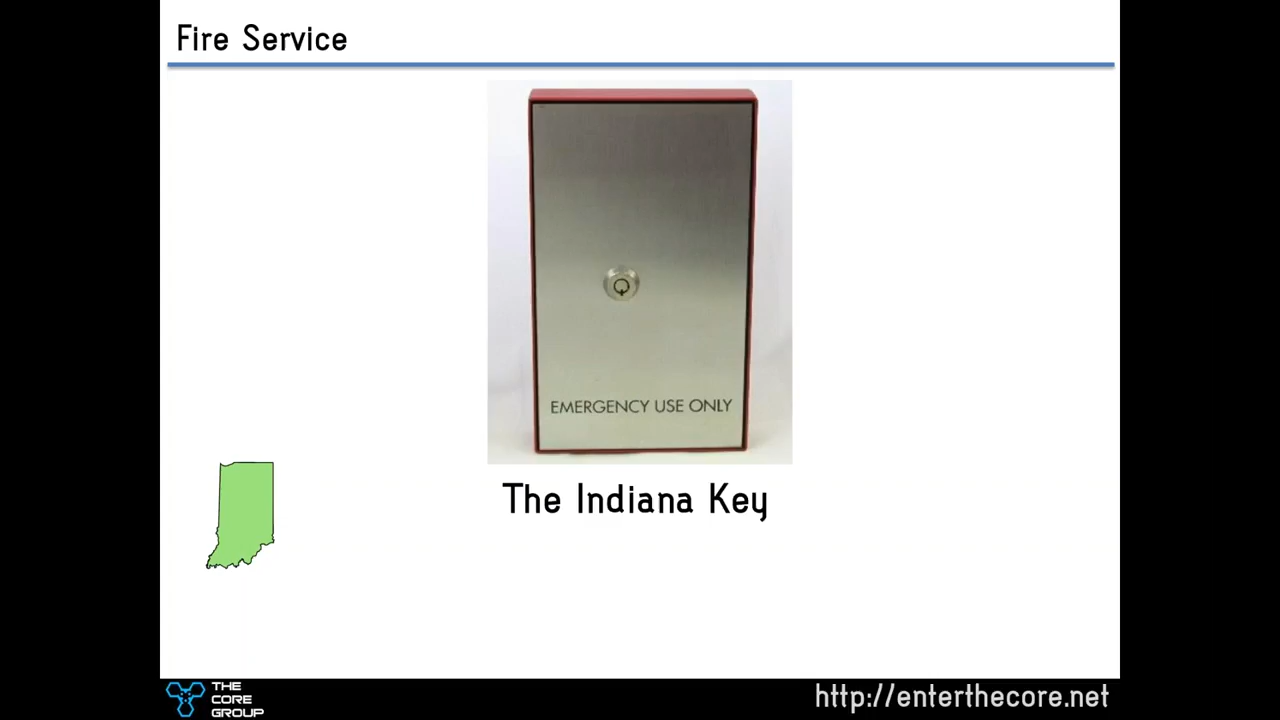 Fire Service
EMERGENCY USE ONLY
The Indiana Key
THE
CORE
GROUP
http://enterthecore.net